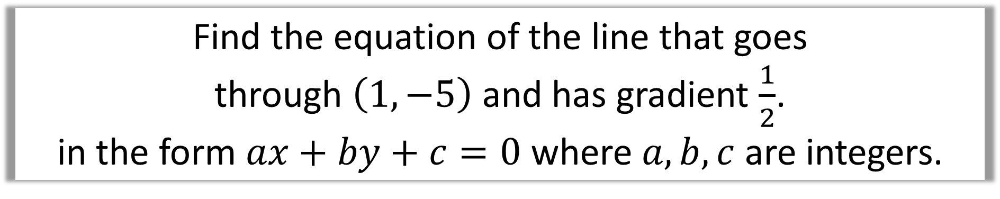 Find the equation of the line that goes
through (1, −5) and has gradient 1/2.
in the form ax + by + c = 0 where a, b, c are integers.